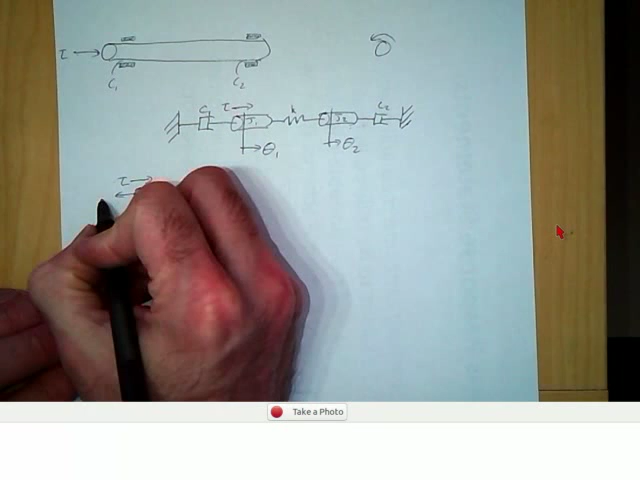 τ →
C₁ C₂
C₁ τ → J₁ k J₂ C₂
θ₁ θ₂
τ →
Take a Photo